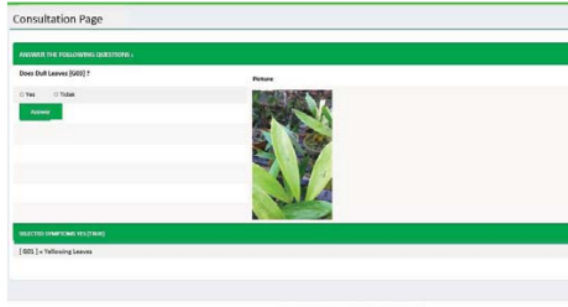 Consultation Page
ANSWER THE FOLLOWING QUESTIONS :
Does Dull Leaves [G03] ?
Picture
Yes
Tidak
Answer
SELECTED SYMPTOMS YES (TRUE)
[ G01 ] = Yellowing Leaves